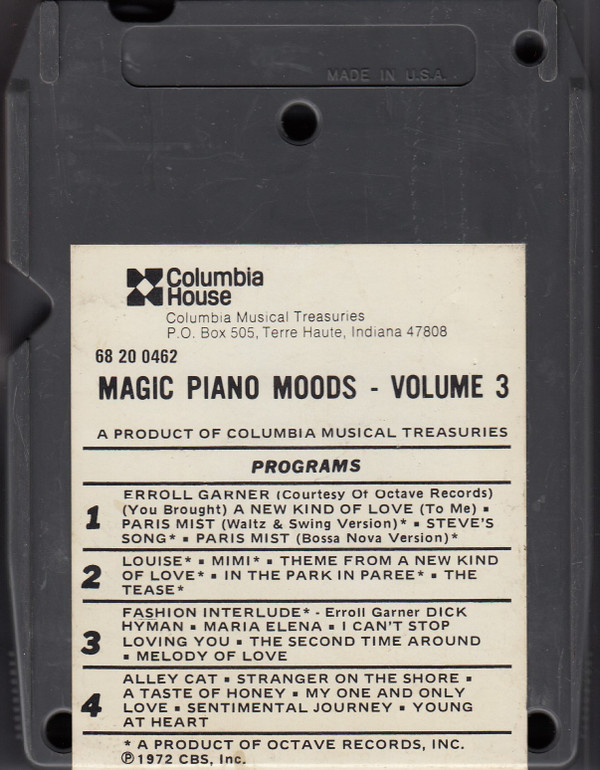 MADE IN U.S.A.
Columbia
House
Columbia Musical Treasuries
P.O. Box 505, Terre Haute, Indiana 47808
68 20 0462
MAGIC PIANO MOODS - VOLUME 3
A PRODUCT OF COLUMBIA MUSICAL TREASURIES
PROGRAMS
1
ERROLL GARNER (Courtesy Of Octave Records)
(You Brought) A NEW KIND OF LOVE (To Me) ▪
PARIS MIST (Waltz & Swing Version)* ▪ STEVE'S
SONG* ▪ PARIS MIST (Bossa Nova Version)*
2
LOUISE* ▪ MIMI* ▪ THEME FROM A NEW KIND
OF LOVE* ▪ IN THE PARK IN PAREE* ▪ THE
TEASE*
3
FASHION INTERLUDE* - Erroll Garner DICK
HYMAN ▪ MARIA ELENA ▪ I CAN'T STOP
LOVING YOU ▪ THE SECOND TIME AROUND
▪ MELODY OF LOVE
4
ALLEY CAT ▪ STRANGER ON THE SHORE ▪
A TASTE OF HONEY ▪ MY ONE AND ONLY
LOVE ▪ SENTIMENTAL JOURNEY ▪ YOUNG
AT HEART
* A PRODUCT OF OCTAVE RECORDS, INC.
℗1972 CBS, Inc.